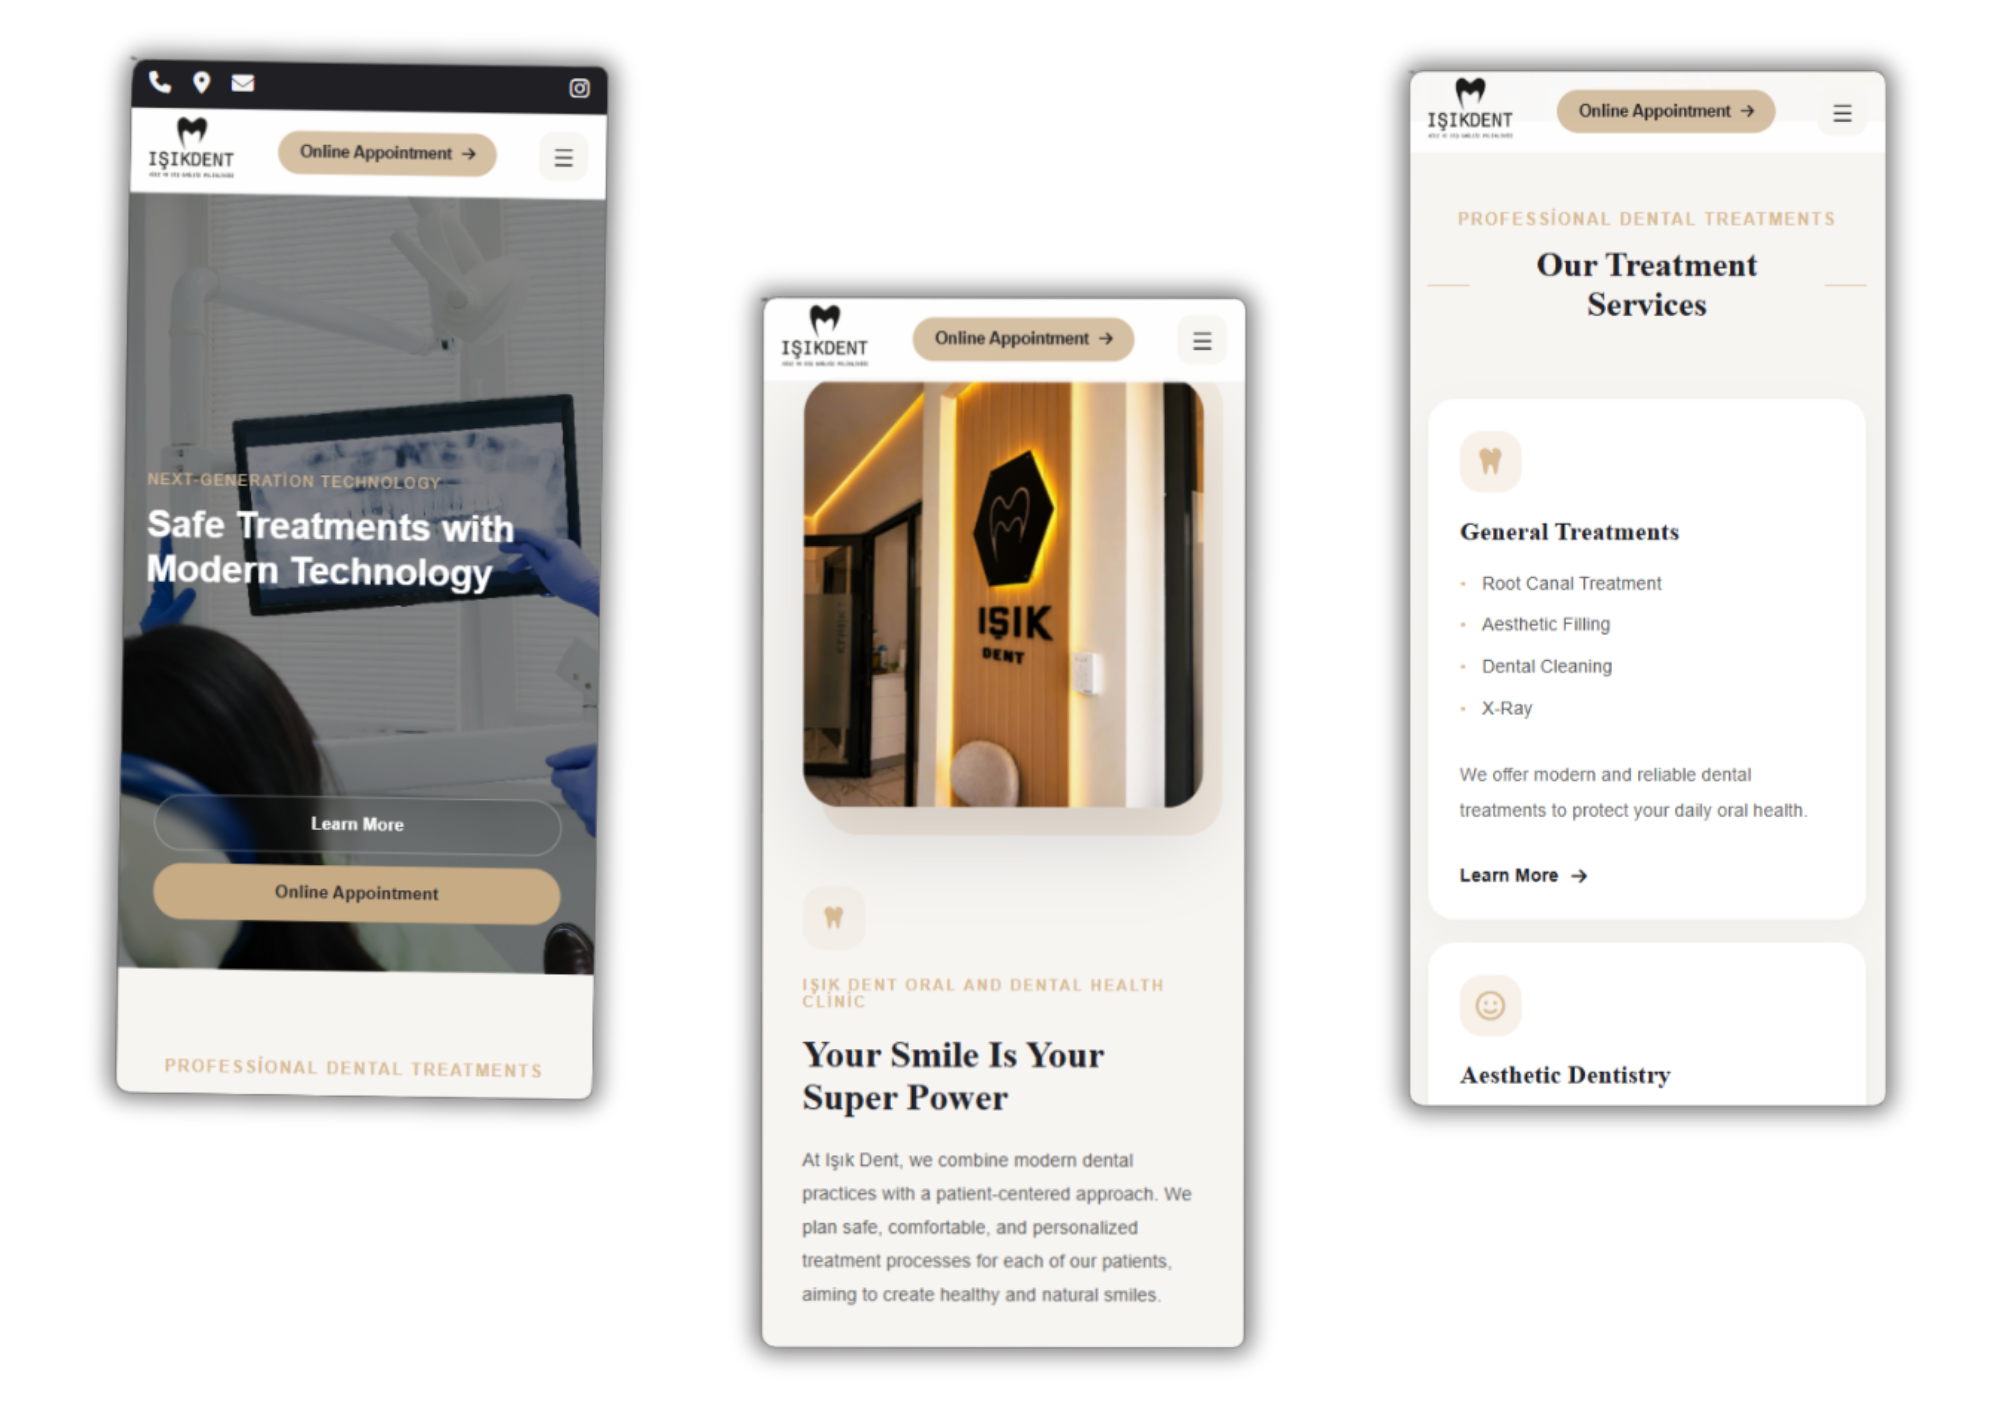 IŞIKDENT
Online Appointment →
NEXT-GENERATİON TECHNOLOGY
Safe Treatments with
Modern Technology
Learn More
Online Appointment
PROFESSİONAL DENTAL TREATMENTS
IŞIKDENT
Online Appointment →
IŞIK
DENT
IŞIK DENT ORAL AND DENTAL HEALTH
CLİNİC
Your Smile Is Your
Super Power
At Işık Dent, we combine modern dental
practices with a patient-centered approach. We
plan safe, comfortable, and personalized
treatment processes for each of our patients,
aiming to create healthy and natural smiles.
IŞIKDENT
Online Appointment →
PROFESSİONAL DENTAL TREATMENTS
Our Treatment
Services
General Treatments
• Root Canal Treatment
• Aesthetic Filling
• Dental Cleaning
• X-Ray
We offer modern and reliable dental
treatments to protect your daily oral health.
Learn More →
Aesthetic Dentistry